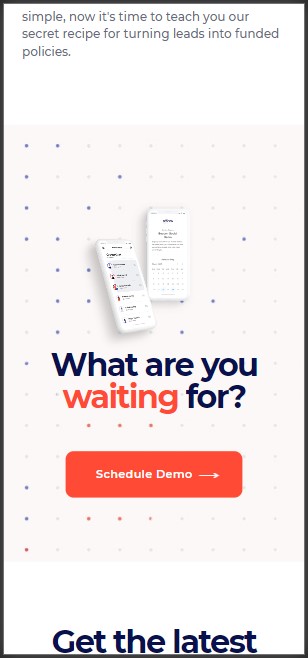 simple, now it's time to teach you our
secret recipe for turning leads into funded
policies.
What are you
waiting for?
Schedule Demo
Get the latest